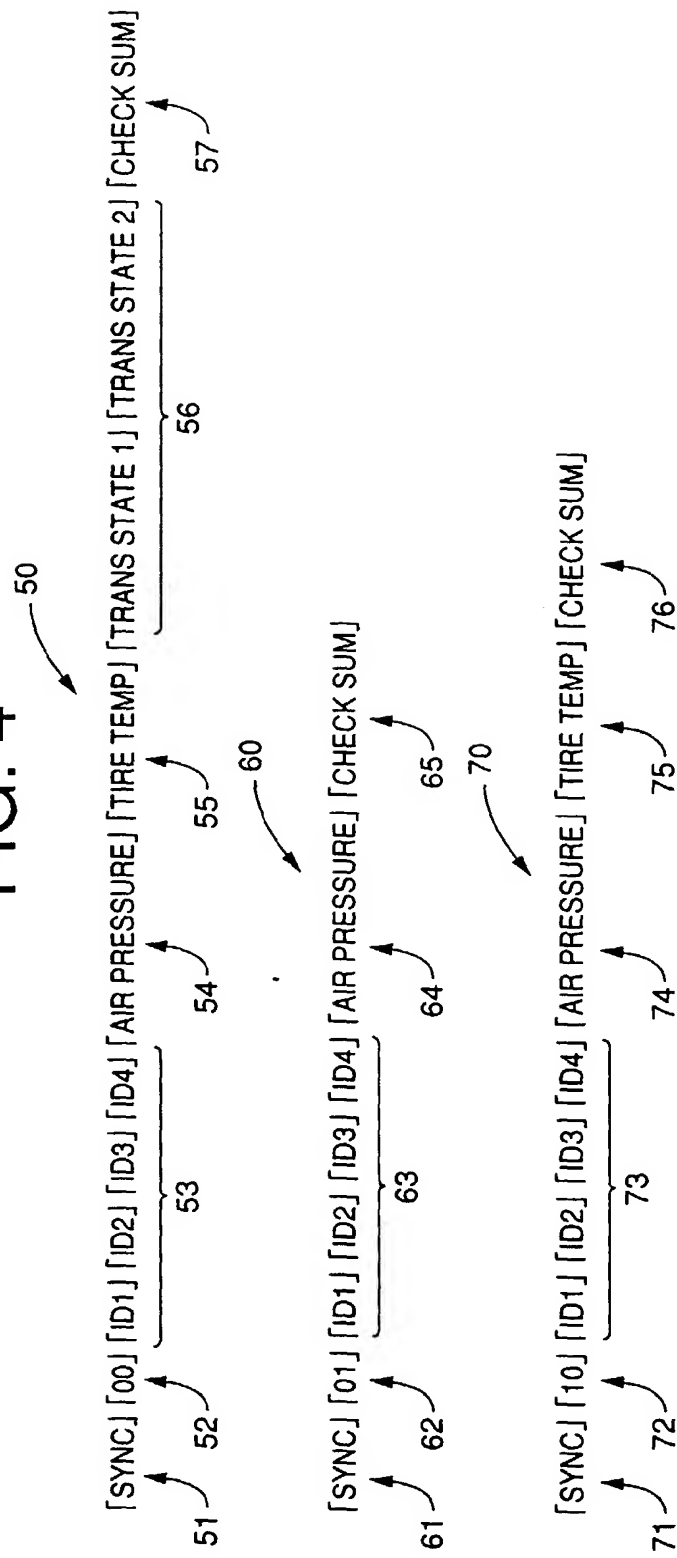 FIG. 4
50
⌈SYNC⌋ ⌈00⌋ ⌈ID1⌋ ⌈ID2⌋ ⌈ID3⌋ ⌈ID4⌋ ⌈AIR PRESSURE⌋ ⌈TIRE TEMP⌋ ⌈TRANS STATE 1⌋ ⌈TRANS STATE 2⌋ ⌈CHECK SUM⌋
51 52 53 54 55 56 57
60
⌈SYNC⌋ ⌈01⌋ ⌈ID1⌋ ⌈ID2⌋ ⌈ID3⌋ ⌈ID4⌋ ⌈AIR PRESSURE⌋ ⌈CHECK SUM⌋
61 62 63 64 65
70
⌈SYNC⌋ ⌈10⌋ ⌈ID1⌋ ⌈ID2⌋ ⌈ID3⌋ ⌈ID4⌋ ⌈AIR PRESSURE⌋ ⌈TIRE TEMP⌋ ⌈CHECK SUM⌋
71 72 73 74 75 76